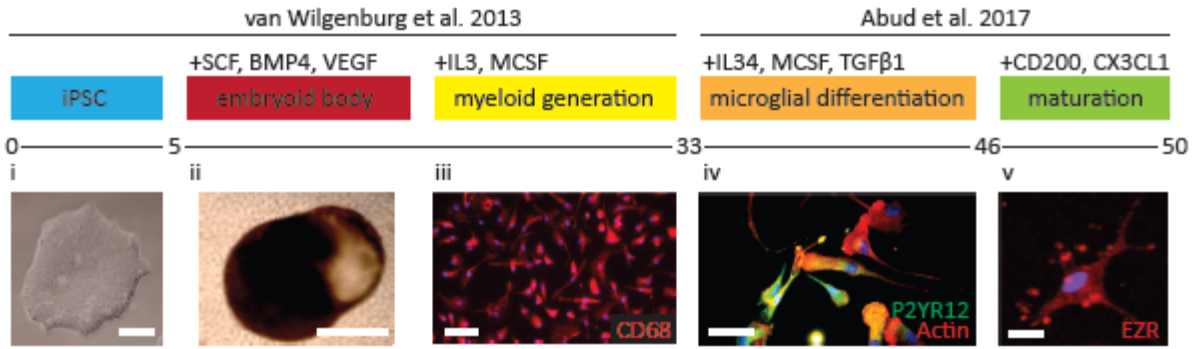 van Wilgenburg et al. 2013 Abud et al. 2017
+SCF, BMP4, VEGF +IL3, MCSF +IL34, MCSF, TGFβ1 +CD200, CX3CL1
iPSC embryoid body myeloid generation microglial differentiation maturation
0 5 33 46 50
i ii iii iv v
P2YR12
CD68 Actin EZR